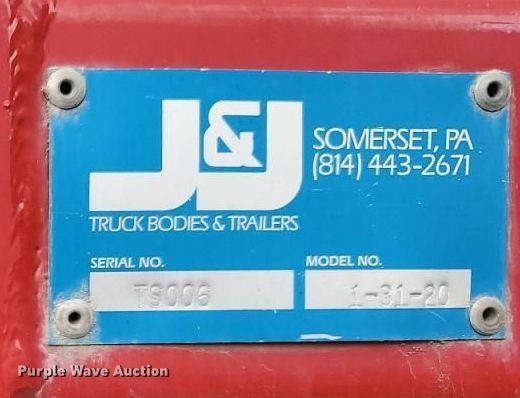 J&J
SOMERSET, PA
(814) 443-2671
TRUCK BODIES & TRAILERS
SERIAL NO.
MODEL NO.
TS006
1-31-20
Purple Wave Auction